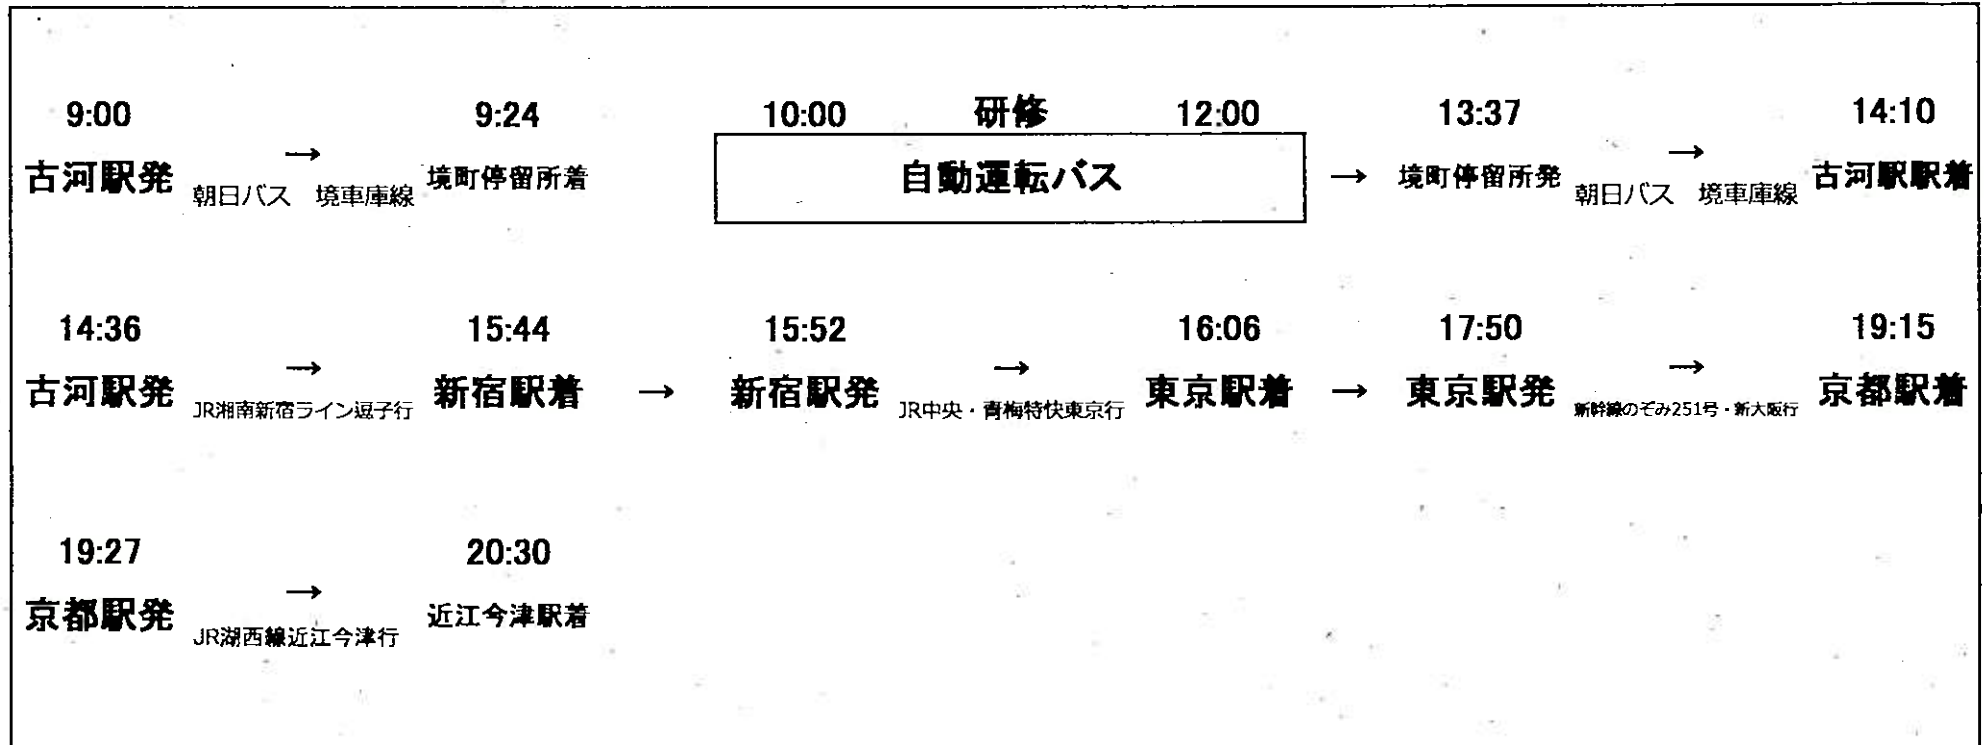 9:00 9:24 10:00 研修 12:00 13:37 14:10
古河駅発 → 境町停留所着 自動運転バス → 境町停留所発 → 古河駅駅着
朝日バス 境車庫線 朝日バス 境車庫線
14:36 15:44 15:52 16:06 17:50 19:15
古河駅発 → 新宿駅着 → 新宿駅発 → 東京駅着 → 東京駅発 → 京都駅着
JR湘南新宿ライン逗子行 JR中央・青梅特快東京行 新幹線のぞみ251号・新大阪行
19:27 20:30
京都駅発 → 近江今津駅着
JR湖西線近江今津行